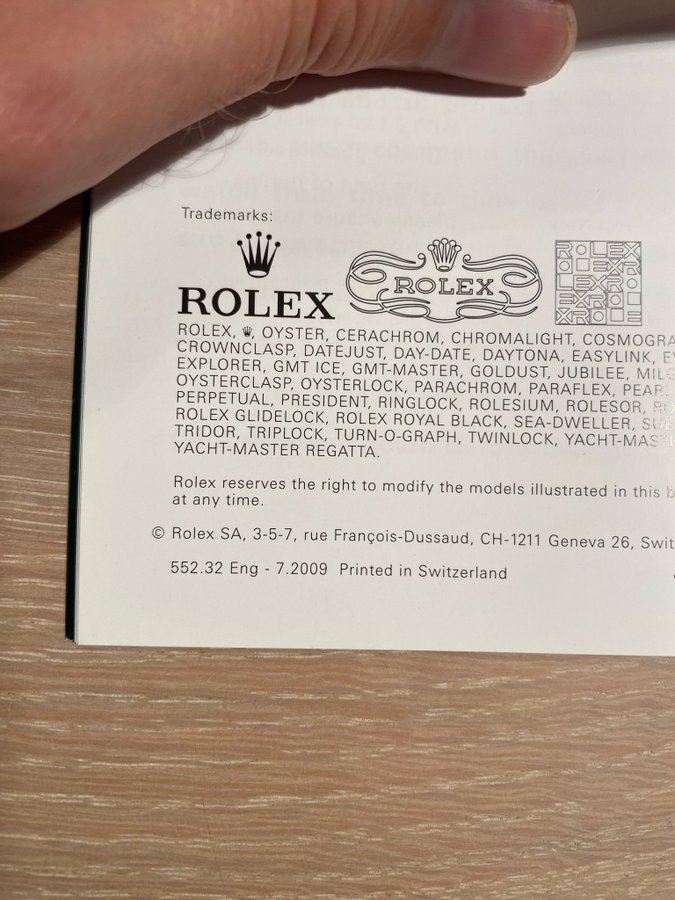 Trademarks:
ROLEX
ROLEX
ROLEX
ROLEX, OYSTER, CERACHROM, CHROMALIGHT, COSMOGRA
CROWNCLASP, DATEJUST, DAY-DATE, DAYTONA, EASYLINK,
EXPLORER, GMT ICE, GMT-MASTER, GOLDUST, JUBILEE,
OYSTERCLASP, OYSTERLOCK, PARACHROM, PARAFLEX, PEAR
PERPETUAL, PRESIDENT, RINGLOCK, ROLESIUM, ROLESOR,
ROLEX GLIDELOCK, ROLEX ROYAL BLACK, SEA-DWELLER,
TRIDOR, TRIPLOCK, TURN-O-GRAPH, TWINLOCK, YACHT-MAS
YACHT-MASTER REGATTA.
Rolex reserves the right to modify the models illustrated in this b
at any time.
© Rolex SA, 3-5-7, rue François-Dussaud, CH-1211 Geneva 26, Swit
552.32 Eng - 7.2009 Printed in Switzerland